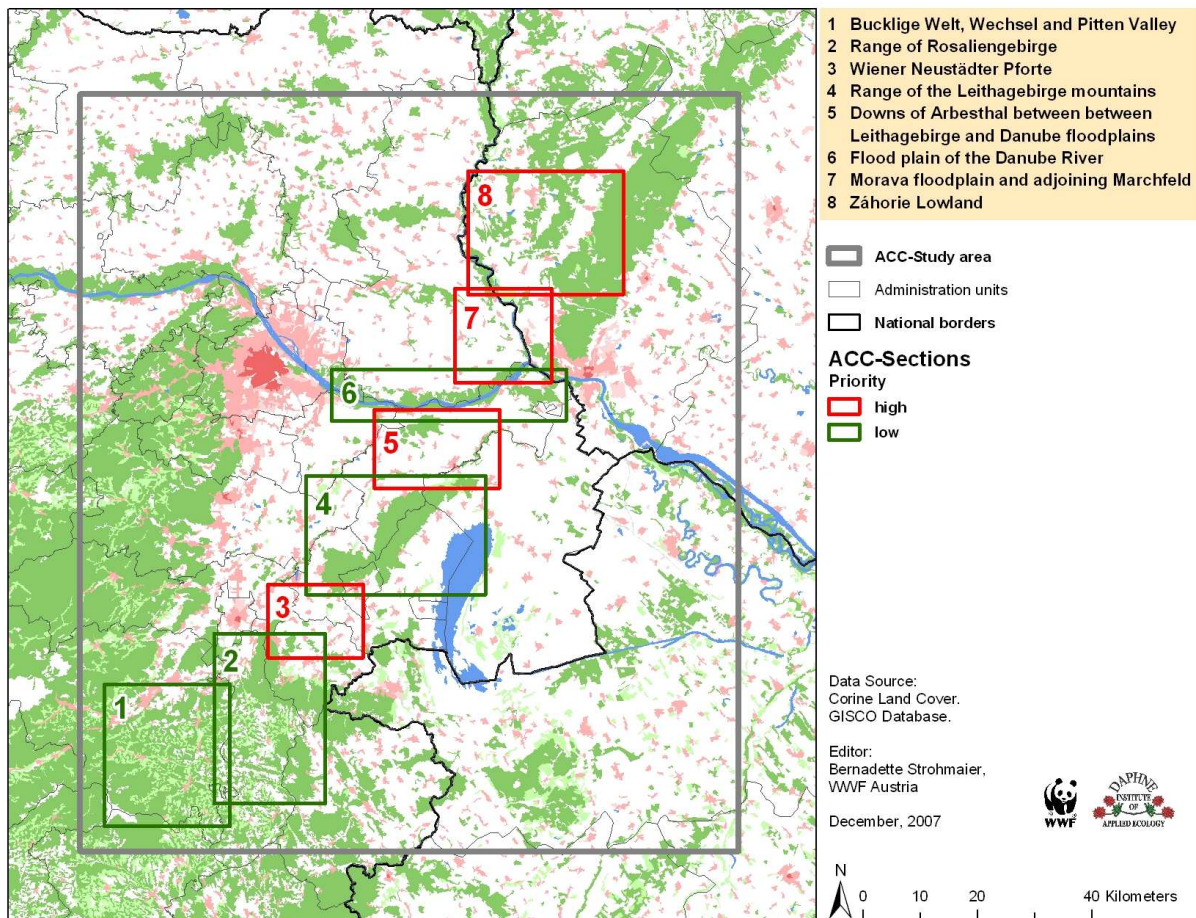 1 Bucklige Welt, Wechsel and Pitten Valley
2 Range of Rosaliengebirge
3 Wiener Neustädter Pforte
4 Range of the Leithagebirge mountains
5 Downs of Arbesthal between between
Leithagebirge and Danube floodplains
6 Flood plain of the Danube River
7 Morava floodplain and adjoining Marchfeld
8 Záhorie Lowland
8
7
6
5
4
3
2
1
ACC-Study area
Administration units
National borders
ACC-Sections
Priority
high
low
Data Source:
Corine Land Cover.
GISCO Database.
Editor:
Bernadette Strohmaier,
WWF Austria
December, 2007
WWF
DAPHNE
INSTITUTE
OF
APPLIED ECOLOGY
N
0 10 20 40 Kilometers